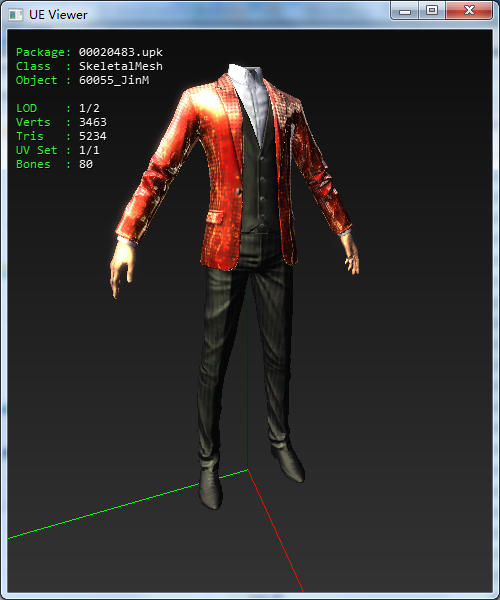 UE Viewer
Package: 00020483.upk
Class  : SkeletalMesh
Object : 60055_JinM
LOD    : 1/2
Verts  : 3463
Tris   : 5234
UV Set : 1/1
Bones  : 80